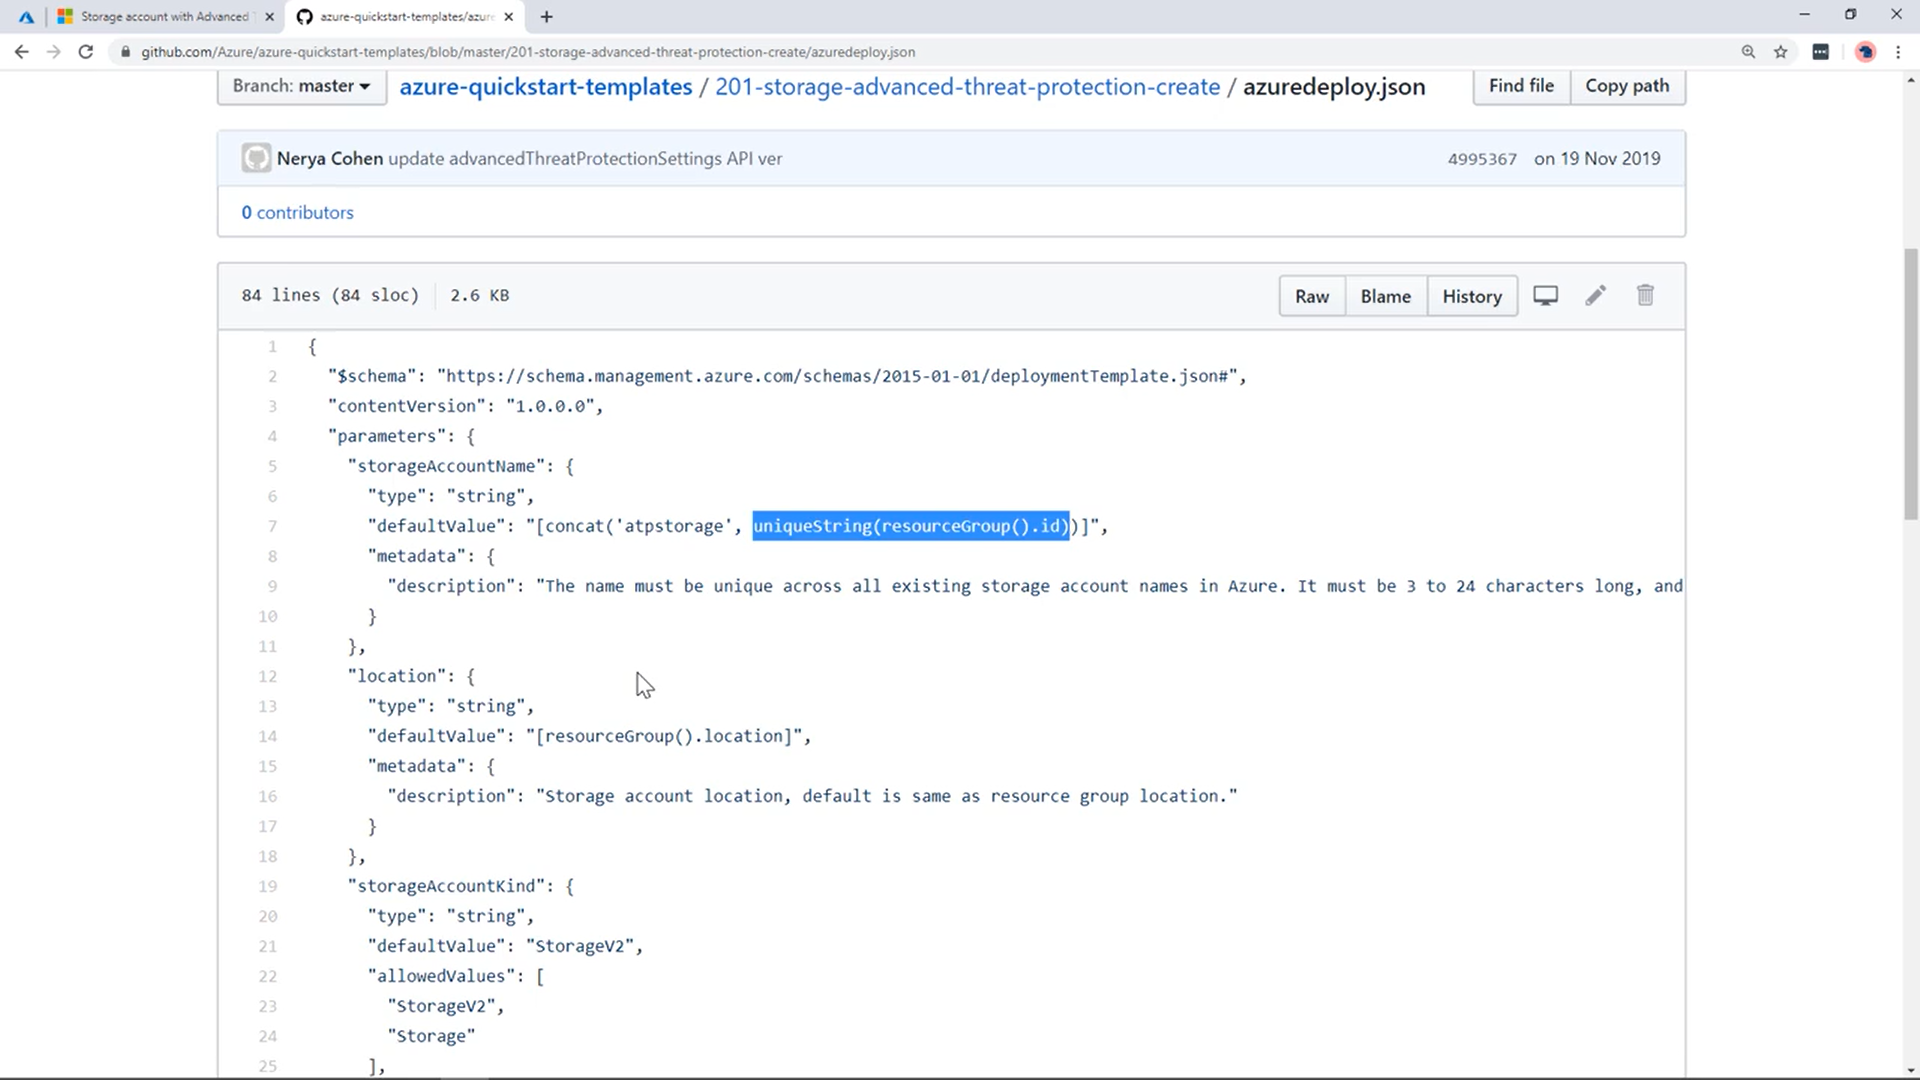 Storage account with Advanced
azure-quickstart-templates/azure
github.com/Azure/azure-quickstart-templates/blob/master/201-storage-advanced-threat-protection-create/azuredeploy.json
Branch: master
azure-quickstart-templates / 201-storage-advanced-threat-protection-create / azuredeploy.json
Find file
Copy path
Nerya Cohen update advancedThreatProtectionSettings API ver
4995367 on 19 Nov 2019
0 contributors
84 lines (84 sloc) 2.6 KB
Raw
Blame
History
1 {
2 "$schema": "https://schema.management.azure.com/schemas/2015-01-01/deploymentTemplate.json#",
3 "contentVersion": "1.0.0.0",
4 "parameters": {
5 "storageAccountName": {
6 "type": "string",
7 "defaultValue": "[concat('atpstorage', uniqueString(resourceGroup().id))]",
8 "metadata": {
9 "description": "The name must be unique across all existing storage account names in Azure. It must be 3 to 24 characters long, and
10 }
11 },
12 "location": {
13 "type": "string",
14 "defaultValue": "[resourceGroup().location]",
15 "metadata": {
16 "description": "Storage account location, default is same as resource group location."
17 }
18 },
19 "storageAccountKind": {
20 "type": "string",
21 "defaultValue": "StorageV2",
22 "allowedValues": [
23 "StorageV2",
24 "Storage"
25 ],